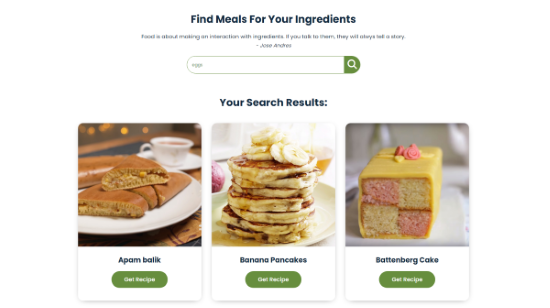 Find Meals For Your Ingredients
Food is about making an interaction with ingredients. If you talk to them, they will always tell a story.
- Jose Andres
eggs
Your Search Results:
Apam balik
Banana Pancakes
Battenberg Cake
Get Recipe
Get Recipe
Get Recipe